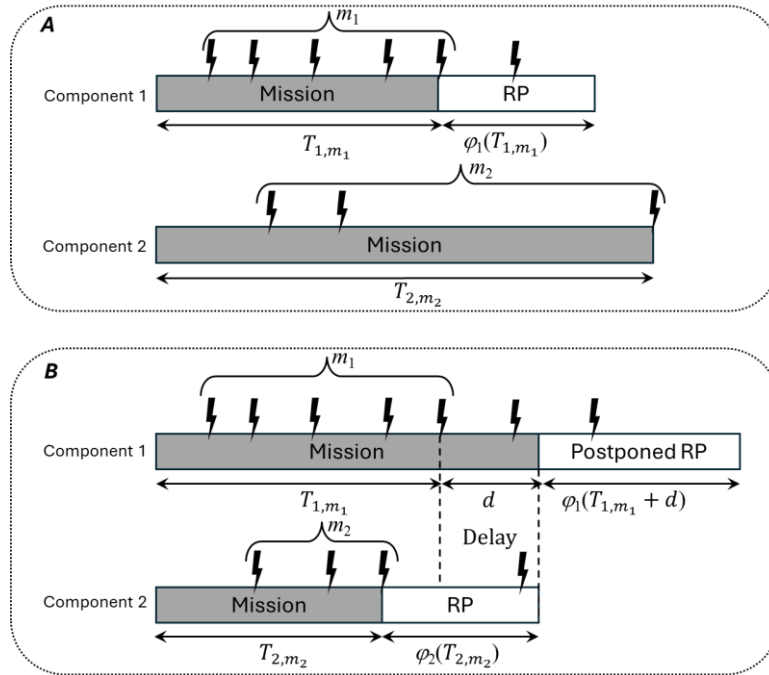 A
m₁
Component 1
Mission
RP
T₁,ₘ₁
φ₁(T₁,ₘ₁)
m₂
Component 2
Mission
T₂,ₘ₂
B
m₁
Component 1
Mission
Postponed RP
T₁,ₘ₁
d
φ₁(T₁,ₘ₁ + d)
m₂
Delay
Component 2
Mission
RP
T₂,ₘ₂
φ₂(T₂,ₘ₂)